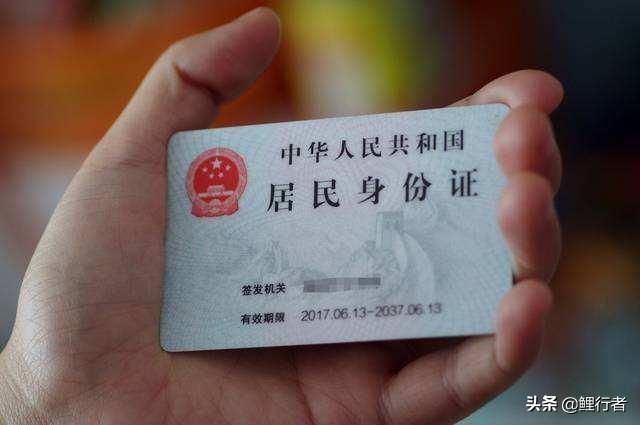 中华人民共和国
居民身份证
签发机关
有效期限 2017.06.13-2037.06.13
头条 @鲤行者